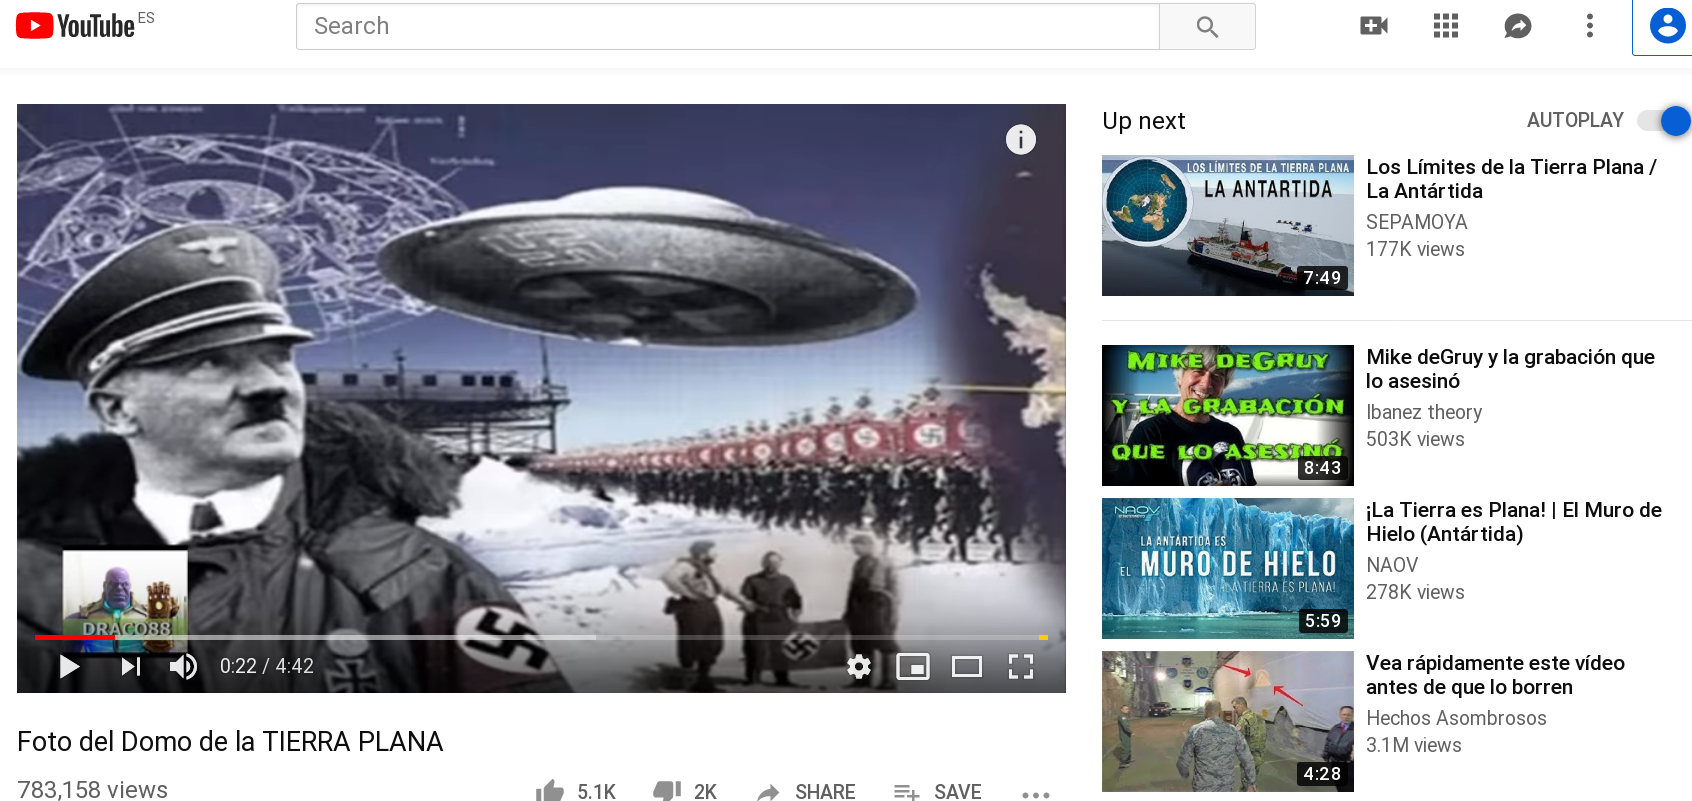 YouTube ES
Search
i
DRACO88
0:22 / 4:42
Foto del Domo de la TIERRA PLANA
783,158 views
5.1K
2K
SHARE
SAVE
Up next
AUTOPLAY
LOS LÍMITES DE LA TIERRA PLANA
LA ANTARTIDA
7:49
Los Límites de la Tierra Plana /
La Antártida
SEPAMOYA
177K views
MIKE DEGRUY
Y LA GRABACIÓN
QUE LO ASESINÓ
8:43
Mike deGruy y la grabación que
lo asesinó
Ibanez theory
503K views
NAOV
LA ANTÁRTIDA ES
EL MURO DE HIELO
¡LA TIERRA ES PLANA!
5:59
¡La Tierra es Plana! | El Muro de
Hielo (Antártida)
NAOV
278K views
4:28
Vea rápidamente este vídeo
antes de que lo borren
Hechos Asombrosos
3.1M views